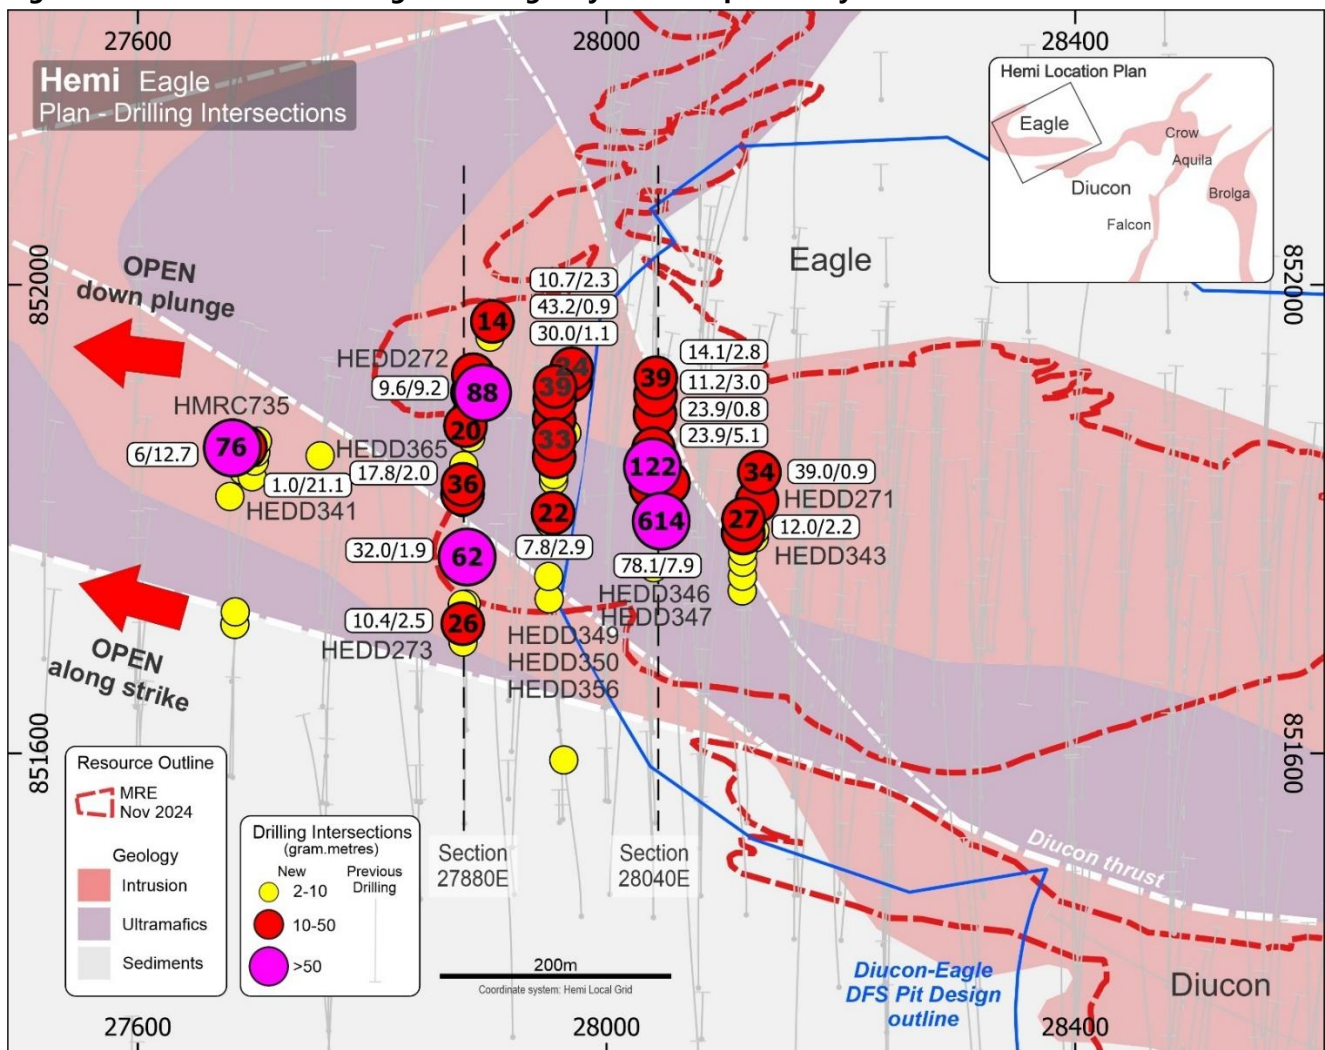 27600
28000
28400
Hemi Eagle
Plan - Drilling Intersections
Hemi Location Plan
Eagle
Crow
Aquila
Diucon
Brolga
Falcon
852000
852000
OPEN
down plunge
Eagle
10.7/2.3
43.2/0.9
30.0/1.1
14
HEDD272
9.6/9.2
88
24
39
39
14.1/2.8
11.2/3.0
23.9/0.8
23.9/5.1
HMRC735
76
6/12.7
20
HEDD365
33
17.8/2.0
36
122
34
39.0/0.9
1.0/21.1
HEDD341
HEDD271
22
614
27
12.0/2.2
HEDD343
32.0/1.9
62
7.8/2.9
78.1/7.9
HEDD346
HEDD347
10.4/2.5
26
HEDD273
HEDD349
HEDD350
HEDD356
OPEN
along strike
851600
851600
Resource Outline
MRE
Nov 2024
Geology
Intrusion
Ultramafics
Sediments
Drilling Intersections
(gram.metres)
New
Previous
Drilling
2-10
10-50
>50
Section
27880E
Section
28040E
Diucon thrust
200m
Coordinate system: Hemi Local Grid
Diucon-Eagle
DFS Pit Design
outline
Diucon
27600
28000
28400